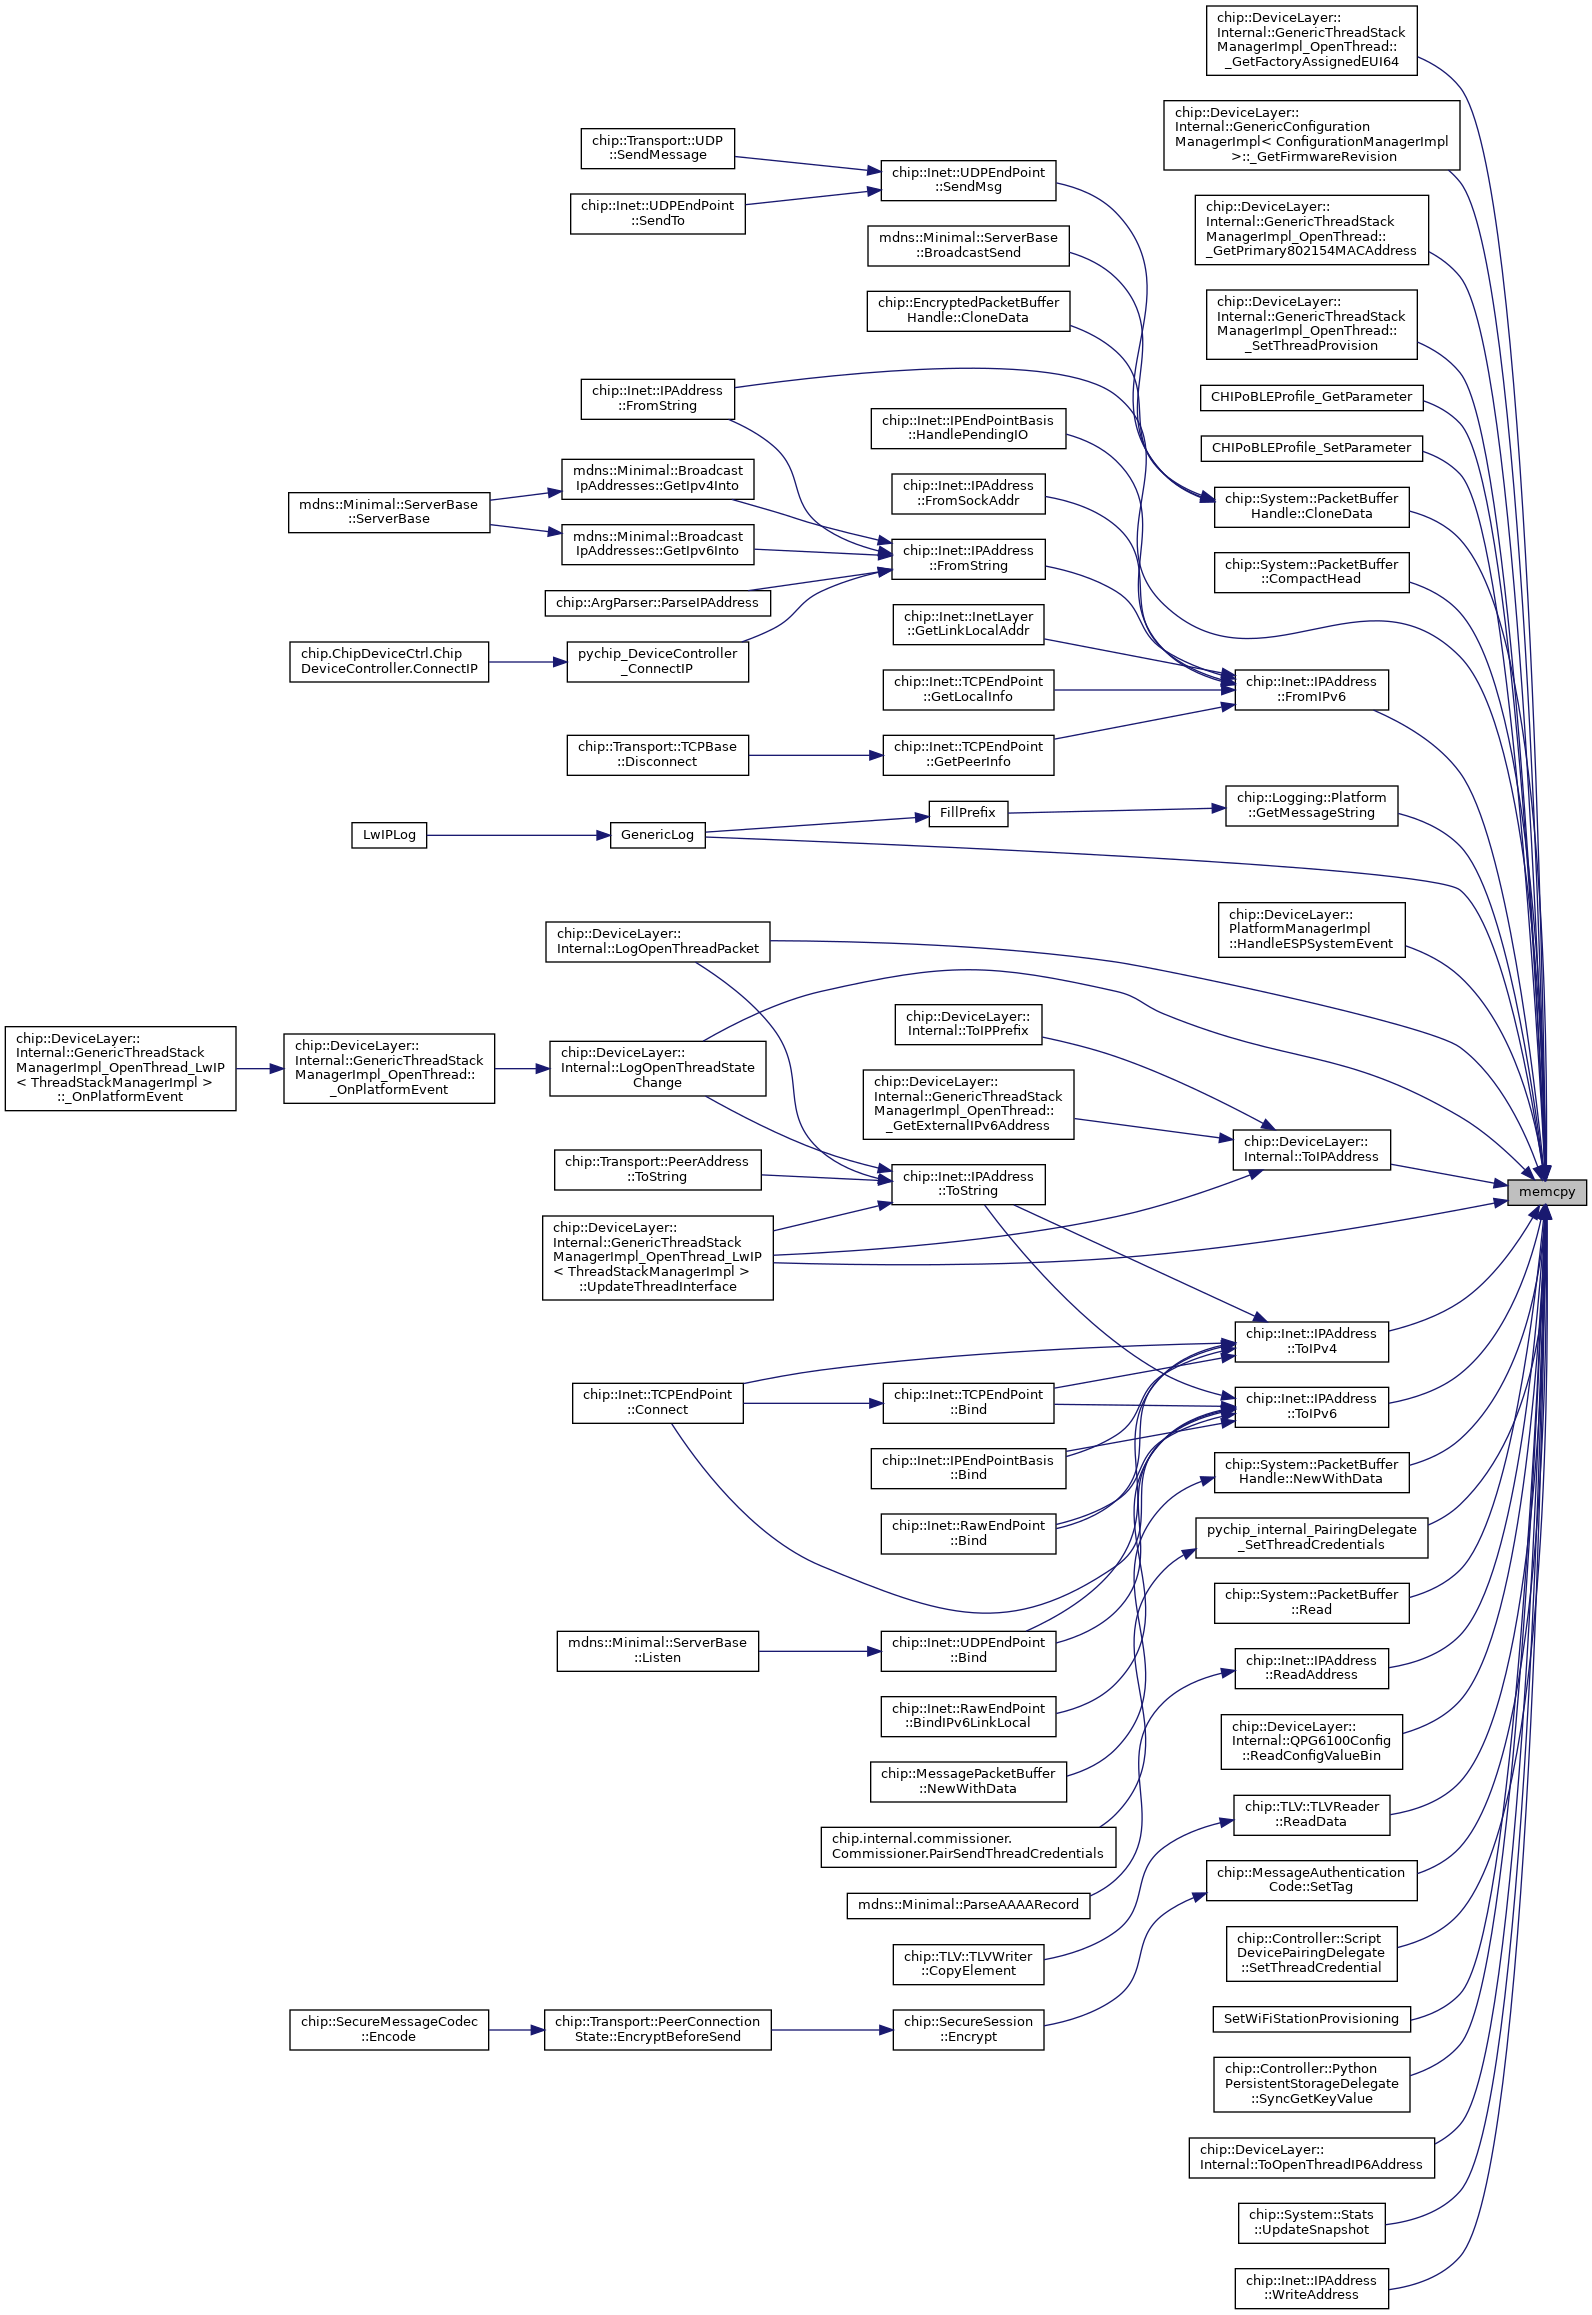 chip::DeviceLayer::
Internal::GenericThreadStack
ManagerImpl_OpenThread::
_GetFactoryAssignedEUI64
chip::DeviceLayer::
Internal::GenericConfiguration
ManagerImpl< ConfigurationManagerImpl
>::_GetFirmwareRevision
chip::Transport::UDP
::SendMessage
chip::Inet::UDPEndPoint
::SendMsg
chip::Inet::UDPEndPoint
::SendTo
chip::DeviceLayer::
Internal::GenericThreadStack
ManagerImpl_OpenThread::
_GetPrimary802154MACAddress
mdns::Minimal::ServerBase
::BroadcastSend
chip::EncryptedPacketBuffer
Handle::CloneData
chip::DeviceLayer::
Internal::GenericThreadStack
ManagerImpl_OpenThread::
_SetThreadProvision
chip::Inet::IPAddress
::FromString
CHIPoBLEProfile_GetParameter
chip::Inet::IPEndPointBasis
::HandlePendingIO
CHIPoBLEProfile_SetParameter
mdns::Minimal::Broadcast
IpAddresses::GetIpv4Into
chip::Inet::IPAddress
::FromSockAddr
chip::System::PacketBuffer
Handle::CloneData
mdns::Minimal::ServerBase
::ServerBase
mdns::Minimal::Broadcast
IpAddresses::GetIpv6Into
chip::Inet::IPAddress
::FromString
chip::System::PacketBuffer
::CompactHead
chip::ArgParser::ParseIPAddress
chip::Inet::InetLayer
::GetLinkLocalAddr
chip.ChipDeviceCtrl.Chip
DeviceController.ConnectIP
pychip_DeviceController
_ConnectIP
chip::Inet::TCPEndPoint
::GetLocalInfo
chip::Inet::IPAddress
::FromIPv6
chip::Transport::TCPBase
::Disconnect
chip::Inet::TCPEndPoint
::GetPeerInfo
chip::Logging::Platform
::GetMessageString
FillPrefix
GenericLog
LwIPLog
chip::DeviceLayer::
PlatformManagerImpl
::HandleESPSystemEvent
chip::DeviceLayer::
Internal::LogOpenThreadPacket
chip::DeviceLayer::
Internal::ToIPPrefix
chip::DeviceLayer::
Internal::GenericThreadStack
ManagerImpl_OpenThread_LwIP
< ThreadStackManagerImpl >
::_OnPlatformEvent
chip::DeviceLayer::
Internal::GenericThreadStack
ManagerImpl_OpenThread::
_OnPlatformEvent
chip::DeviceLayer::
Internal::LogOpenThreadState
Change
chip::DeviceLayer::
Internal::GenericThreadStack
ManagerImpl_OpenThread::
_GetExternalIPv6Address
chip::DeviceLayer::
Internal::ToIPAddress
chip::Transport::PeerAddress
::ToString
chip::Inet::IPAddress
::ToString
memcpy
chip::DeviceLayer::
Internal::GenericThreadStack
ManagerImpl_OpenThread_LwIP
< ThreadStackManagerImpl >
::UpdateThreadInterface
chip::Inet::IPAddress
::ToIPv4
chip::Inet::TCPEndPoint
::Connect
chip::Inet::TCPEndPoint
::Bind
chip::Inet::IPAddress
::ToIPv6
chip::Inet::IPEndPointBasis
::Bind
chip::System::PacketBuffer
Handle::NewWithData
chip::Inet::RawEndPoint
::Bind
pychip_internal_PairingDelegate
_SetThreadCredentials
chip::System::PacketBuffer
::Read
mdns::Minimal::ServerBase
::Listen
chip::Inet::UDPEndPoint
::Bind
chip::Inet::IPAddress
::ReadAddress
chip::Inet::RawEndPoint
::BindIPv6LinkLocal
chip::DeviceLayer::
Internal::QPG6100Config
::ReadConfigValueBin
chip::MessagePacketBuffer
::NewWithData
chip::TLV::TLVReader
::ReadData
chip.internal.commissioner.
Commissioner.PairSendThreadCredentials
chip::MessageAuthentication
Code::SetTag
mdns::Minimal::ParseAAAARecord
chip::Controller::Script
DevicePairingDelegate
::SetThreadCredential
chip::TLV::TLVWriter
::CopyElement
SetWiFiStationProvisioning
chip::SecureMessageCodec
::Encode
chip::Transport::PeerConnection
State::EncryptBeforeSend
chip::SecureSession
::Encrypt
chip::Controller::Python
PersistentStorageDelegate
::SyncGetKeyValue
chip::DeviceLayer::
Internal::ToOpenThreadIP6Address
chip::System::Stats
::UpdateSnapshot
chip::Inet::IPAddress
::WriteAddress